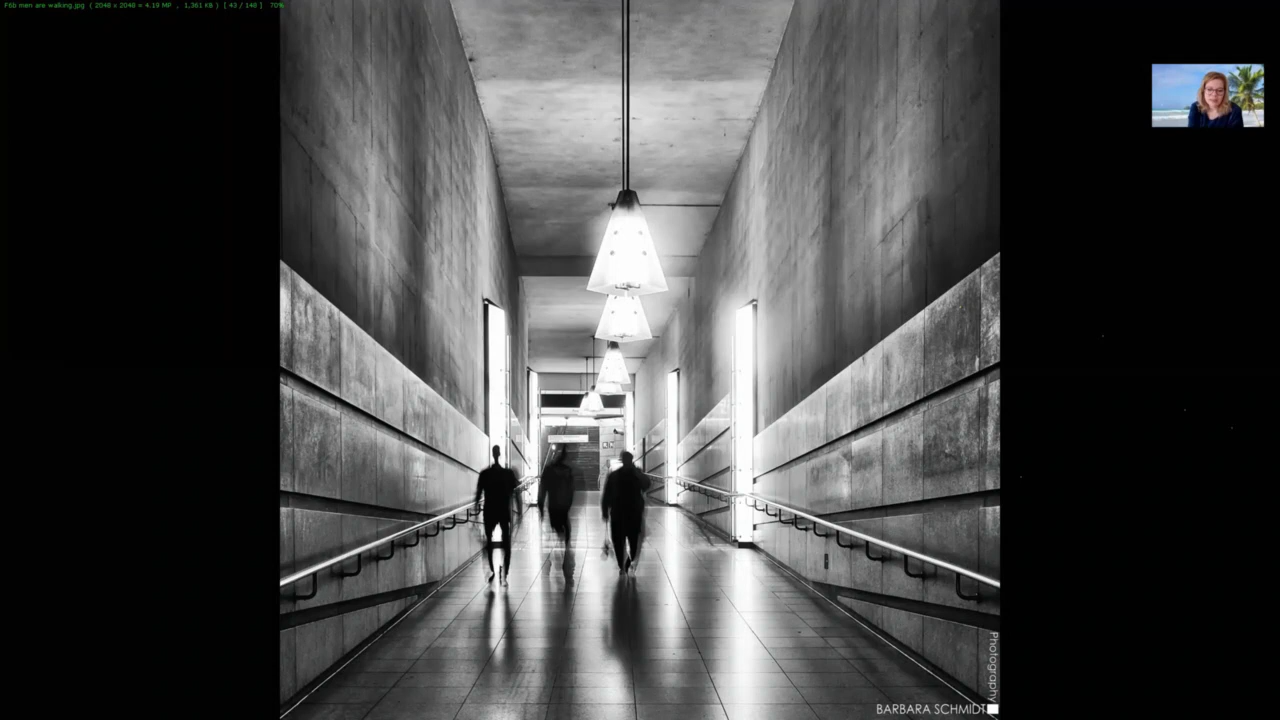 F6b men are walking.jpg ( 2048 x 2048 = 4.19 MP , 1,361 KB ) [ 43 / 148 ] 70%
Photography
BARBARA SCHMIDT